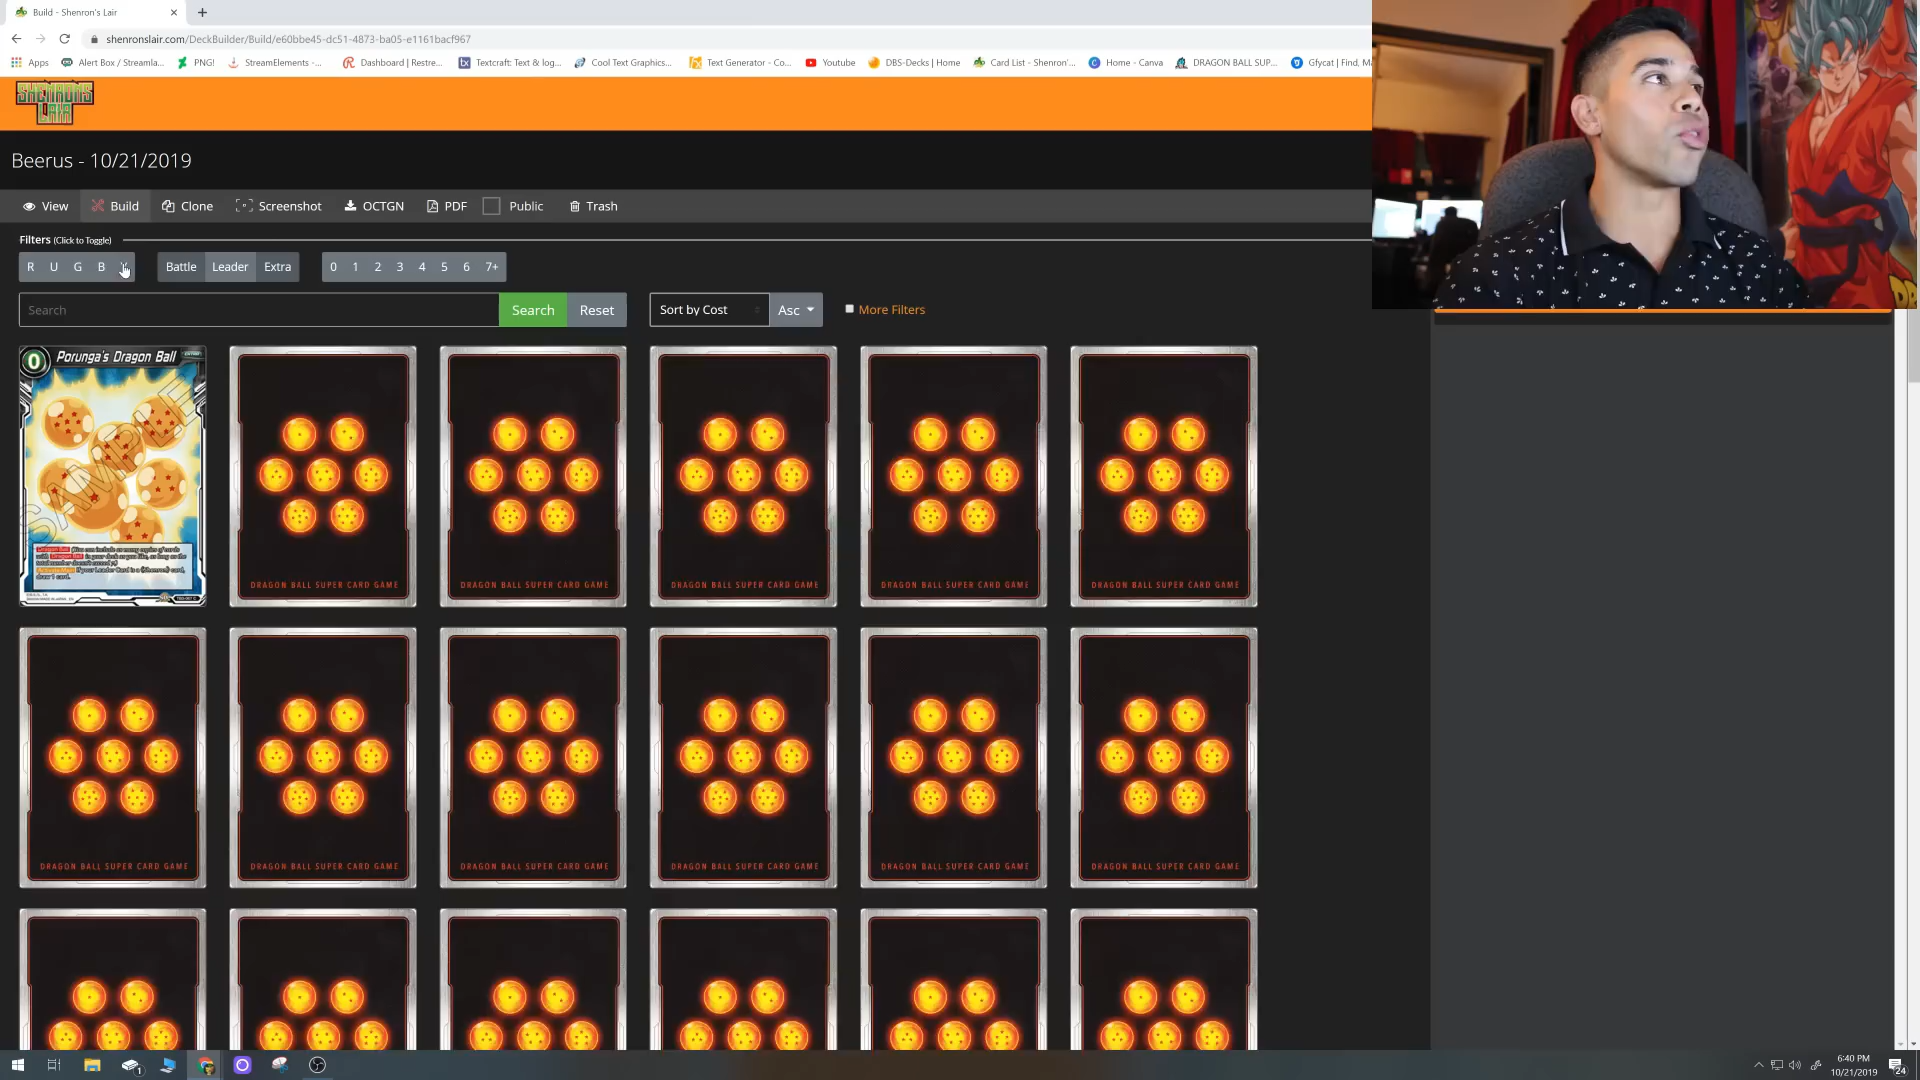 Build - Shenron's Lair
shenronslair.com/DeckBuilder/Build/e60bbe45-dc51-4873-ba05-e1161bacf967
Apps Alert Box / Streamla... PNG! StreamElements -... Dashboard | Restre... Textcraft: Text & log... Cool Text Graphics... Text Generator - Co... Youtube DBS-Decks | Home Card List - Shenron'... Home - Canva DRAGON BALL SUP... Gfycat | Find, Ma
SHENRONS
LAIR
Beerus - 10/21/2019
View Build Clone Screenshot OCTGN PDF Public Trash
Filters (Click to Toggle)
R U G B Battle Leader Extra 0 1 2 3 4 5 6 7+
Search Search Reset Sort by Cost Asc More Filters
0 Porunga's Dragon Ball EXTRA
SAMPLE
DRAGON BALL SUPER CARD GAME DRAGON BALL SUPER CARD GAME DRAGON BALL SUPER CARD GAME DRAGON BALL SUPER CARD GAME DRAGON BALL SUPER CARD GAME
DRAGON BALL SUPER CARD GAME DRAGON BALL SUPER CARD GAME DRAGON BALL SUPER CARD GAME DRAGON BALL SUPER CARD GAME DRAGON BALL SUPER CARD GAME DRAGON BALL SUPER CARD GAME
6:40 PM
10/21/2019
24